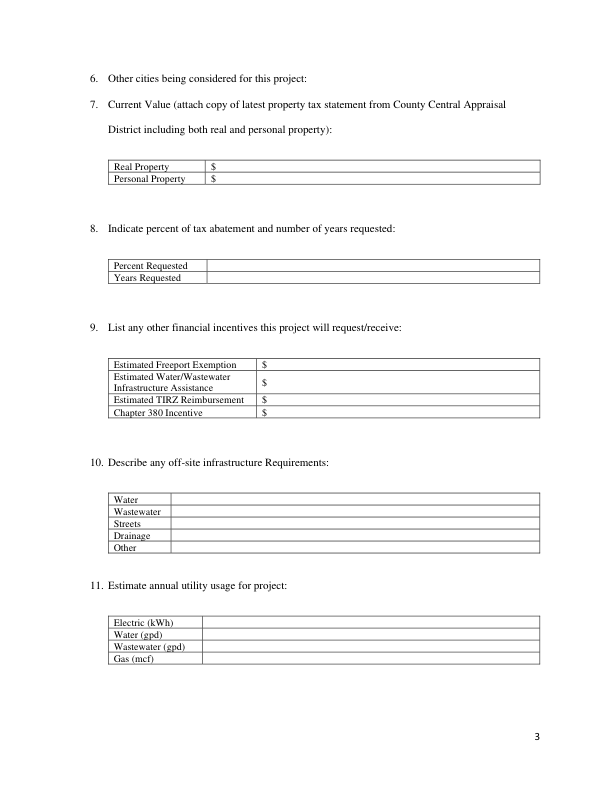 6. Other cities being considered for this project:
7. Current Value (attach copy of latest property tax statement from County Central Appraisal
District including both real and personal property):
Real Property $
Personal Property $
8. Indicate percent of tax abatement and number of years requested:
Percent Requested
Years Requested
9. List any other financial incentives this project will request/receive:
Estimated Freeport Exemption $
Estimated Water/Wastewater
Infrastructure Assistance $
Estimated TIRZ Reimbursement $
Chapter 380 Incentive $
10. Describe any off-site infrastructure Requirements:
Water
Wastewater
Streets
Drainage
Other
11. Estimate annual utility usage for project:
Electric (kWh)
Water (gpd)
Wastewater (gpd)
Gas (mcf)
3